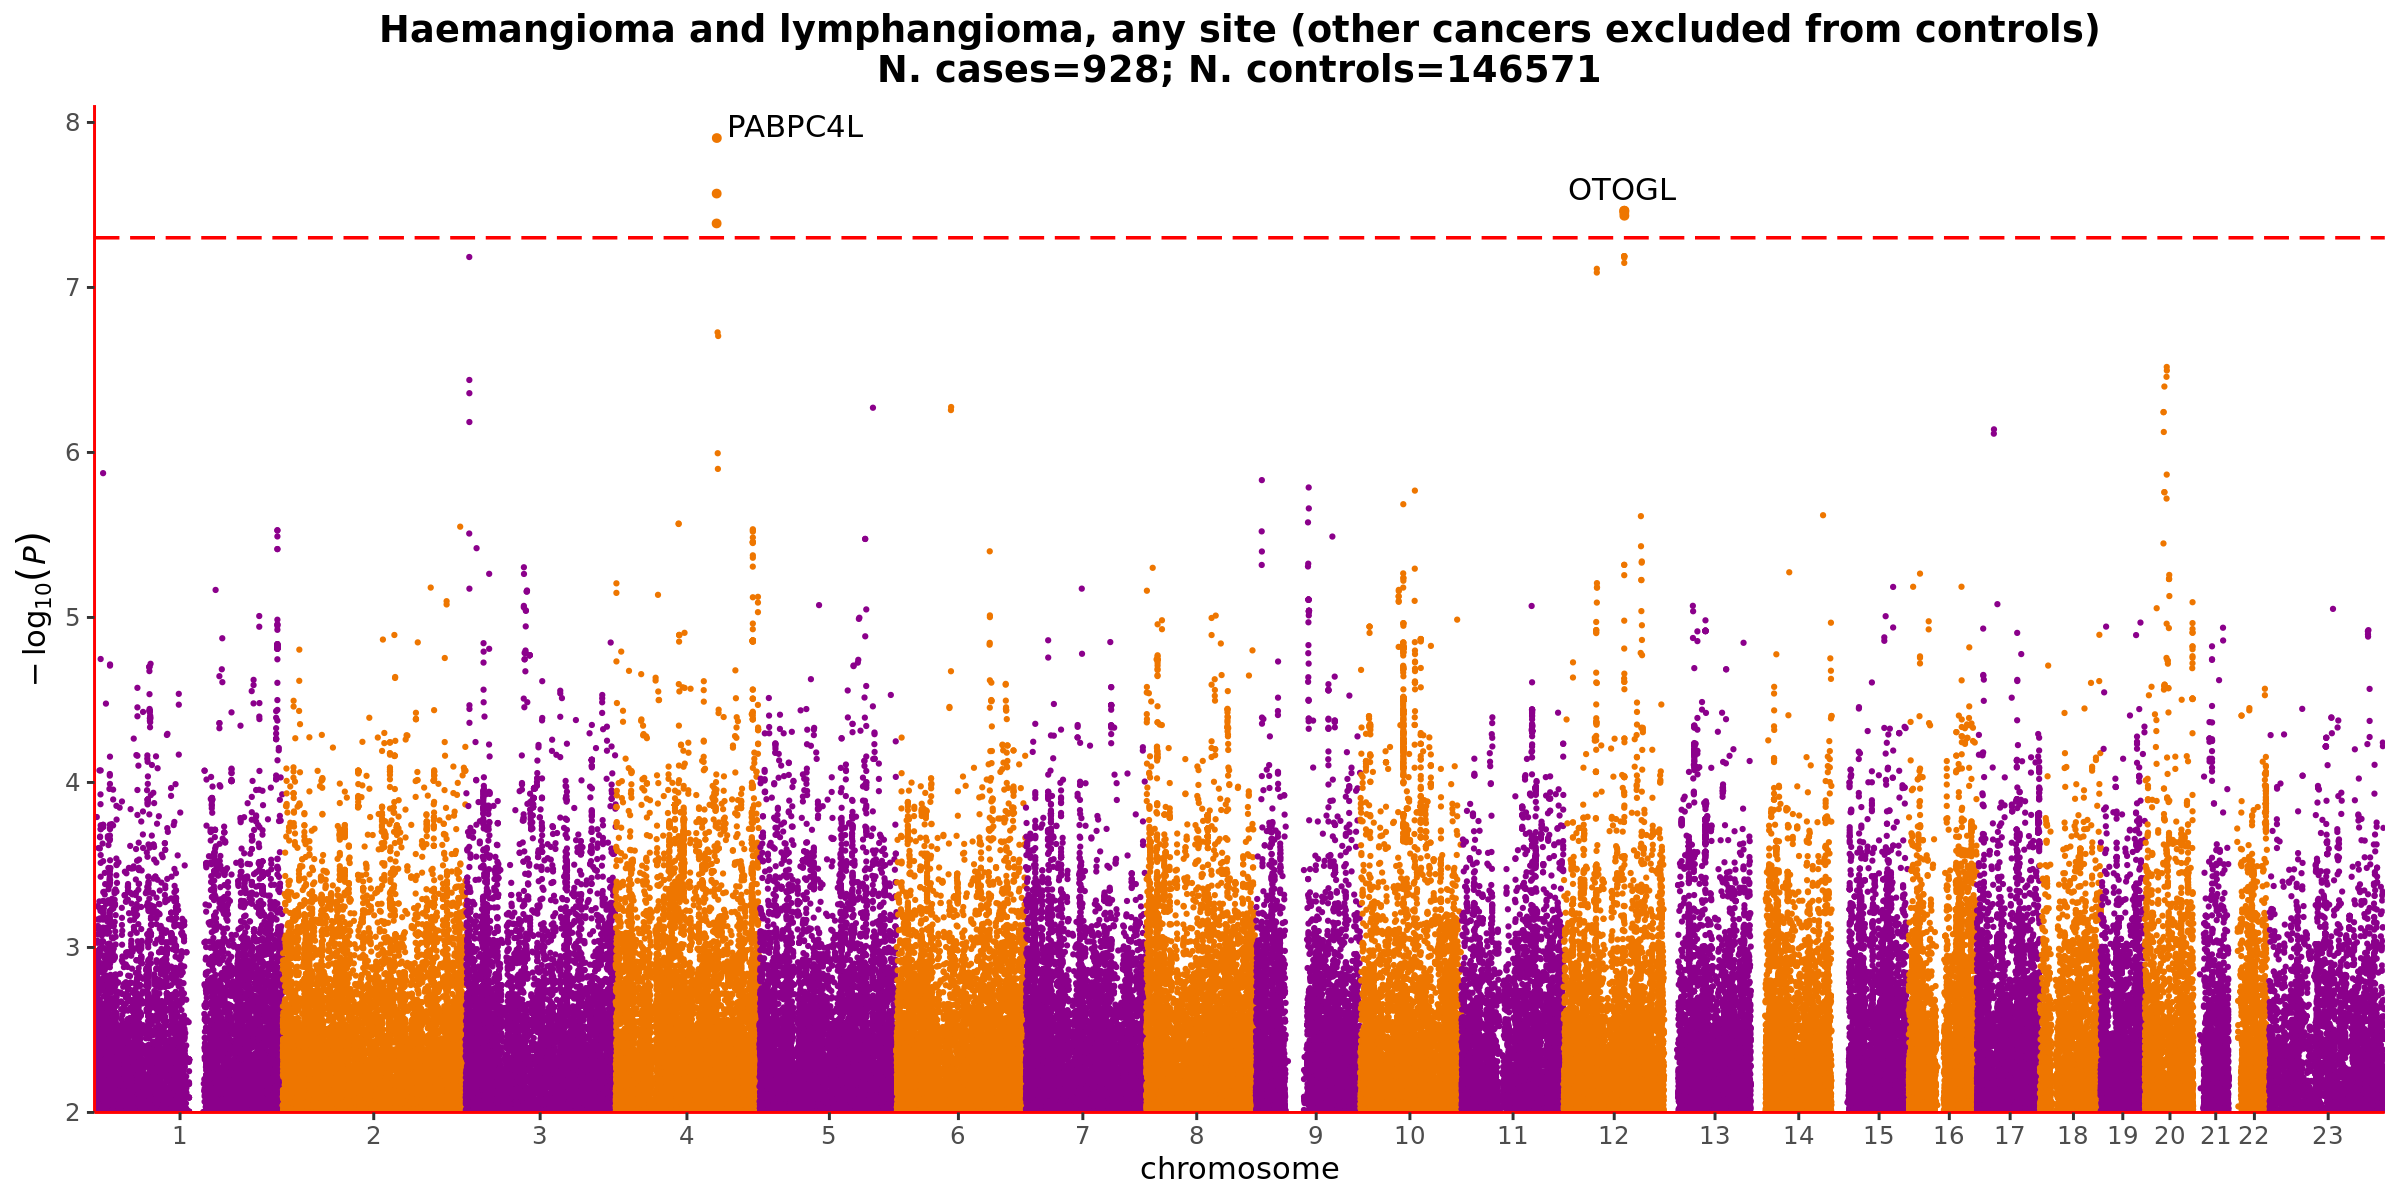 Haemangioma and lymphangioma, any site (other cancers excluded from controls)
N. cases=928; N. controls=146571
8
PABPC4L
OTOGL
7
6
−log₁₀(P)
5
4
3
2
1 2 3 4 5 6 7 8 9 10 11 12 13 14 15 16 17 18 19 20 21 22 23
chromosome